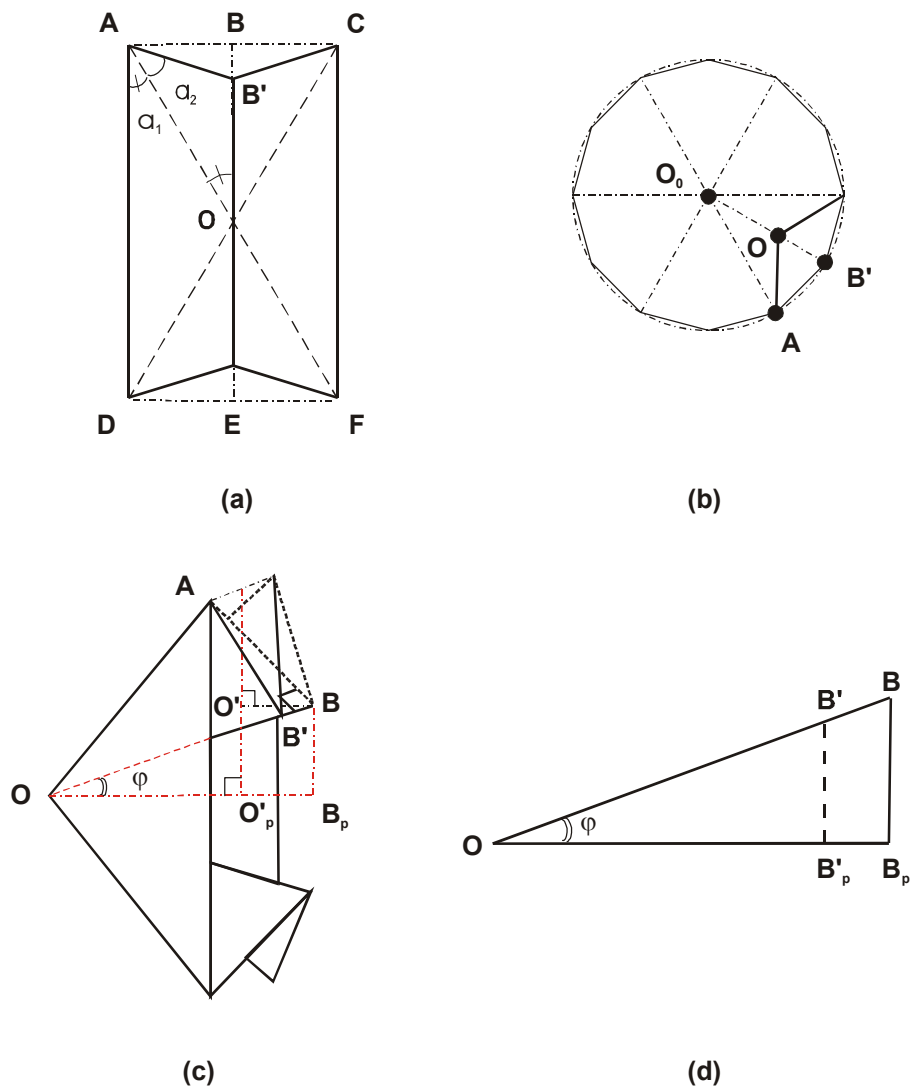 A B C
B'
α₂
α₁
O
D E F
(a)
O₀
O
B'
A
(b)
A
O' B
B'
O φ
O'ₚ Bₚ
(c)
B' B
φ
O
B'ₚ Bₚ
(d)